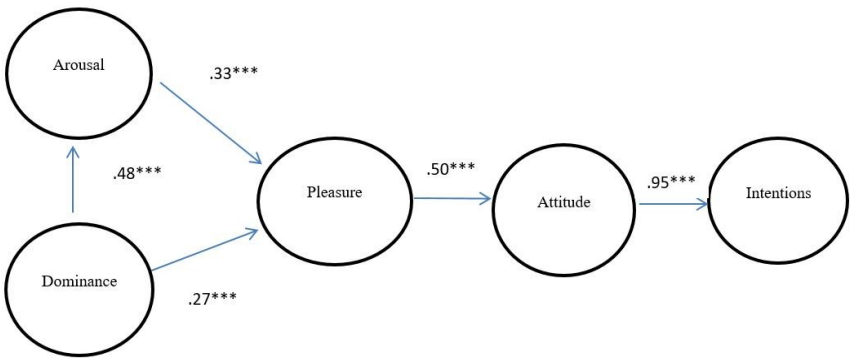 Arousal
.33***
.48***
Pleasure
.50***
Attitude
.95***
Intentions
Dominance
.27***